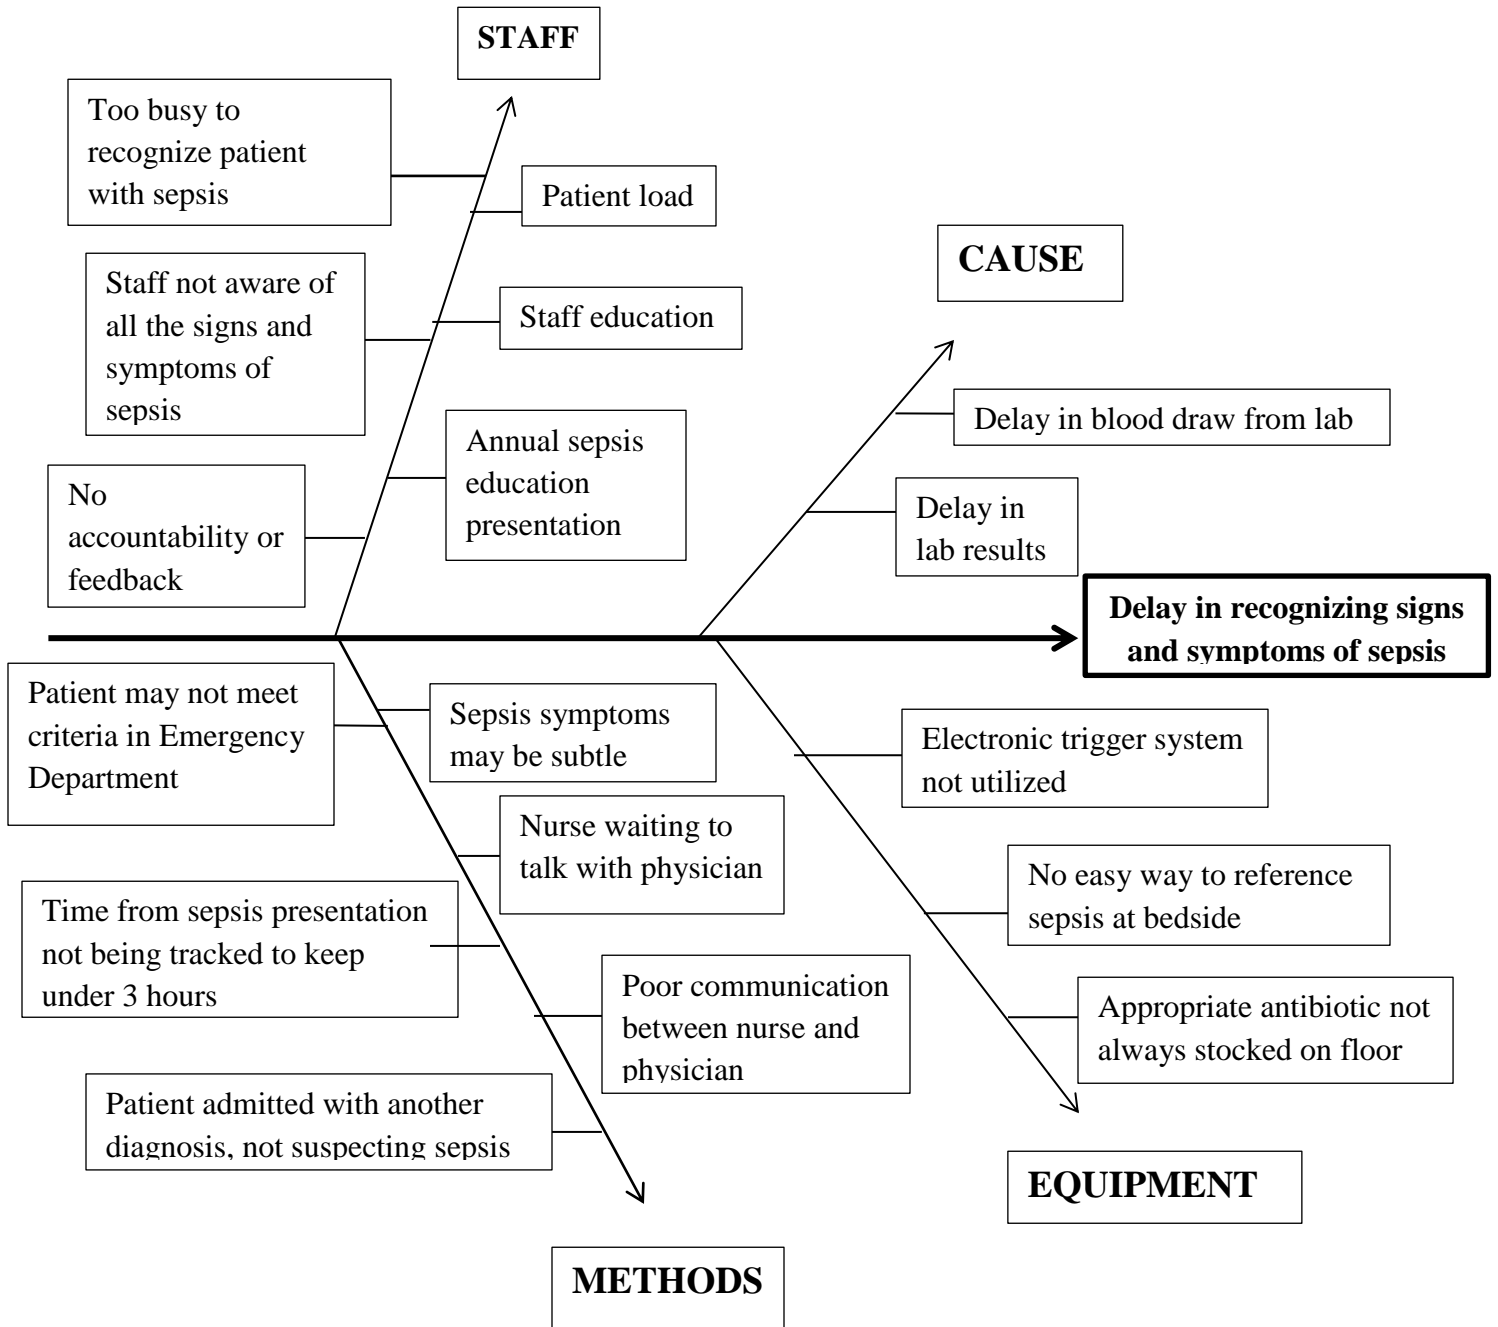 STAFF
Too busy to
recognize patient
with sepsis
Patient load
Staff not aware of
all the signs and
symptoms of
sepsis
Staff education
Annual sepsis
education
presentation
No
accountability or
feedback
CAUSE
Delay in blood draw from lab
Delay in
lab results
Delay in recognizing signs
and symptoms of sepsis
Patient may not meet
criteria in Emergency
Department
Sepsis symptoms
may be subtle
Nurse waiting to
talk with physician
Time from sepsis presentation
not being tracked to keep
under 3 hours
Poor communication
between nurse and
physician
Patient admitted with another
diagnosis, not suspecting sepsis
METHODS
Electronic trigger system
not utilized
No easy way to reference
sepsis at bedside
Appropriate antibiotic not
always stocked on floor
EQUIPMENT